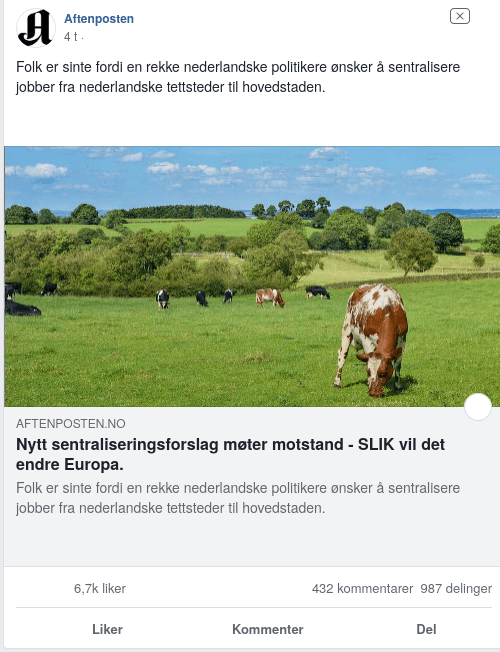 Aftenposten
4 t ·
Folk er sinte fordi en rekke nederlandske politikere ønsker å sentralisere
jobber fra nederlandske tettsteder til hovedstaden.
AFTENPOSTEN.NO
Nytt sentraliseringsforslag møter motstand - SLIK vil det
endre Europa.
Folk er sinte fordi en rekke nederlandske politikere ønsker å sentralisere
jobber fra nederlandske tettsteder til hovedstaden.
6,7k liker 432 kommentarer 987 delinger
Liker Kommenter Del